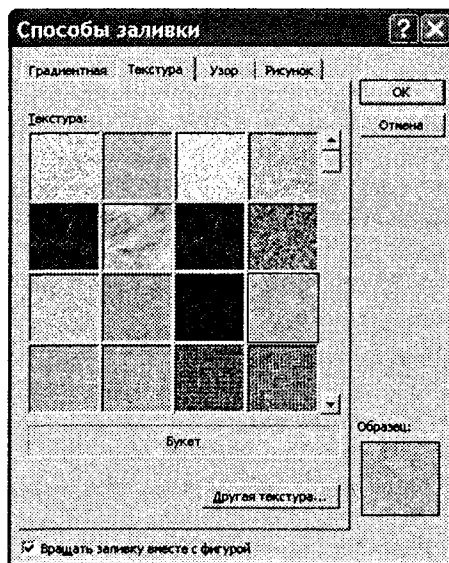 Способы заливки
Градиентная Текстура Узор Рисунок
ОК
Отмена
Текстура:
Букет
Образец:
Другая текстура...
Вращать заливку вместе с фигурой